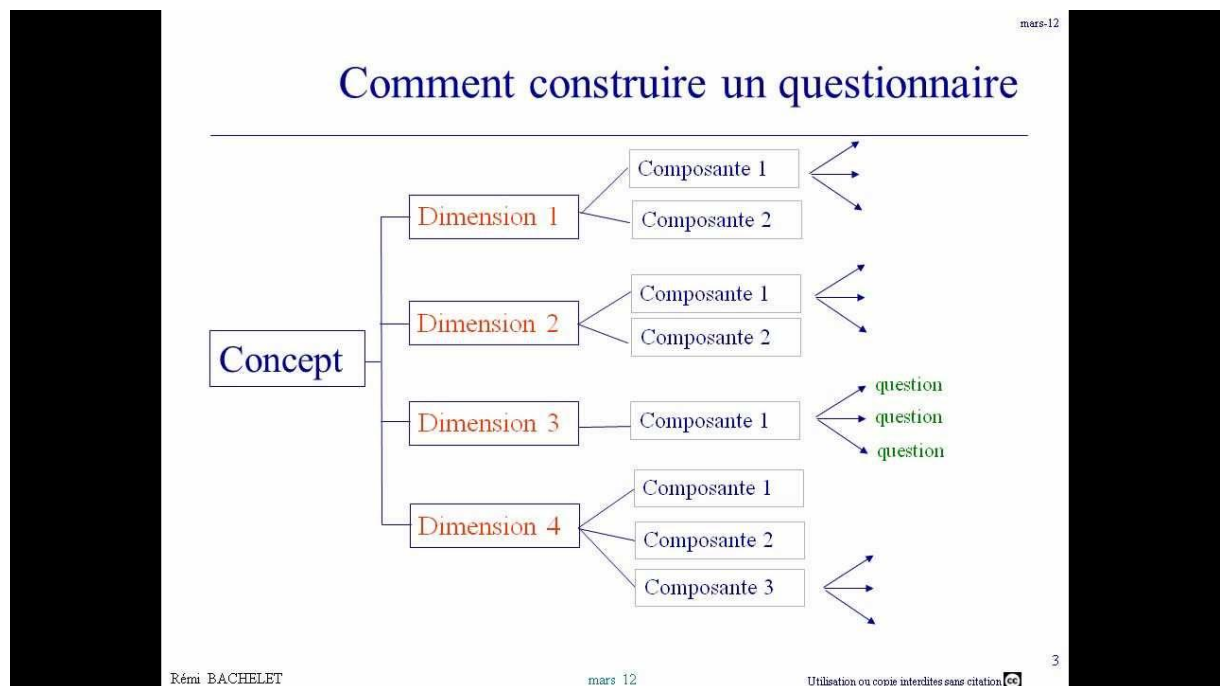 mars-12
Comment construire un questionnaire
Concept
Dimension 1
Composante 1
Composante 2
Dimension 2
Composante 1
Composante 2
Dimension 3
Composante 1
question
question
question
Dimension 4
Composante 1
Composante 2
Composante 3
3
Rémi BACHELET
mars 12
Utilisation ou copie interdites sans citation
cc